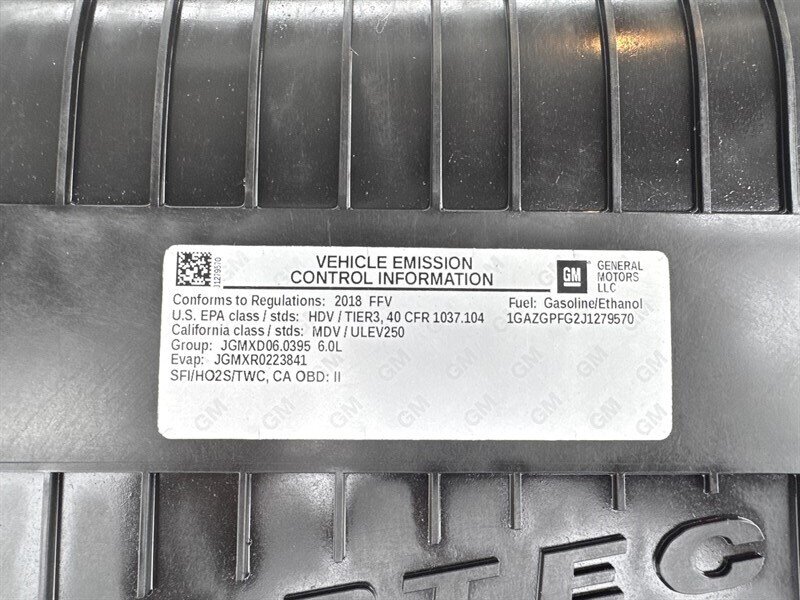 VEHICLE EMISSION
CONTROL INFORMATION
J1279570
GM
GENERAL
MOTORS
LLC
Conforms to Regulations: 2018 FFV
Fuel: Gasoline/Ethanol
U.S. EPA class / stds: HDV / TIER3, 40 CFR 1037.104
1GAZGPFG2J1279570
California class / stds: MDV / ULEV250
Group: JGMXD06.0395 6.0L
Evap: JGMXR0223841
SFI/HO2S/TWC, CA OBD: II
RTEC